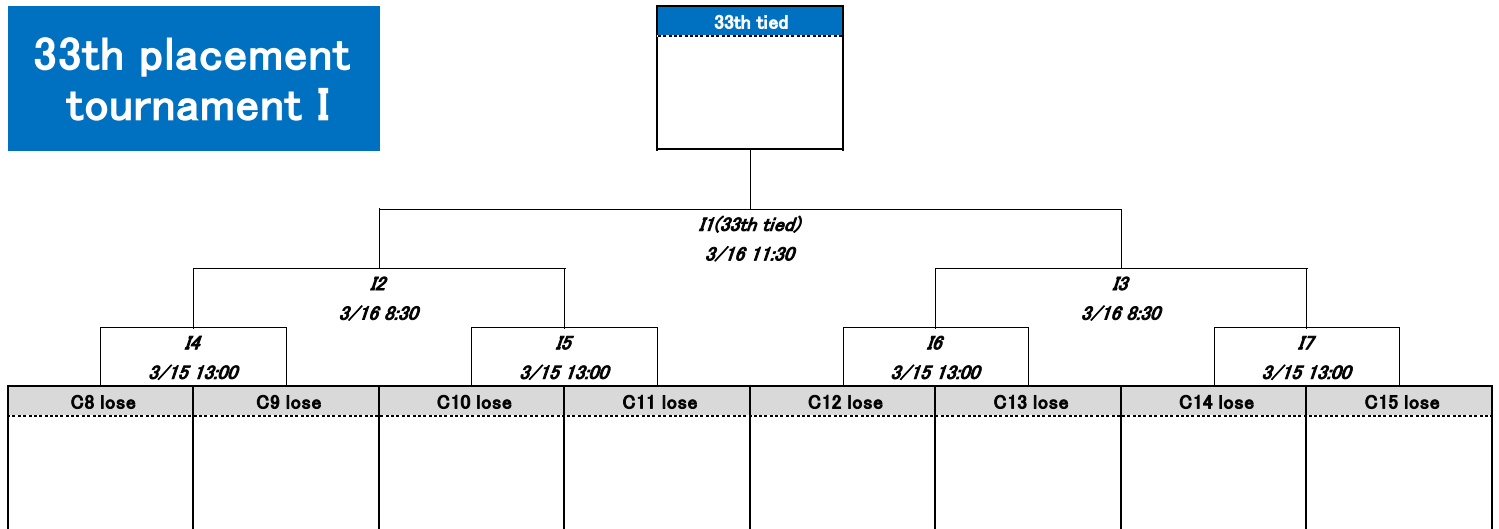 33th tied
33th placement
tournament I
I1(33th tied)
3/16 11:30
I2
I3
3/16 8:30
3/16 8:30
I4
I5
I6
I7
3/15 13:00
3/15 13:00
3/15 13:00
3/15 13:00
C8 lose
C9 lose
C10 lose
C11 lose
C12 lose
C13 lose
C14 lose
C15 lose